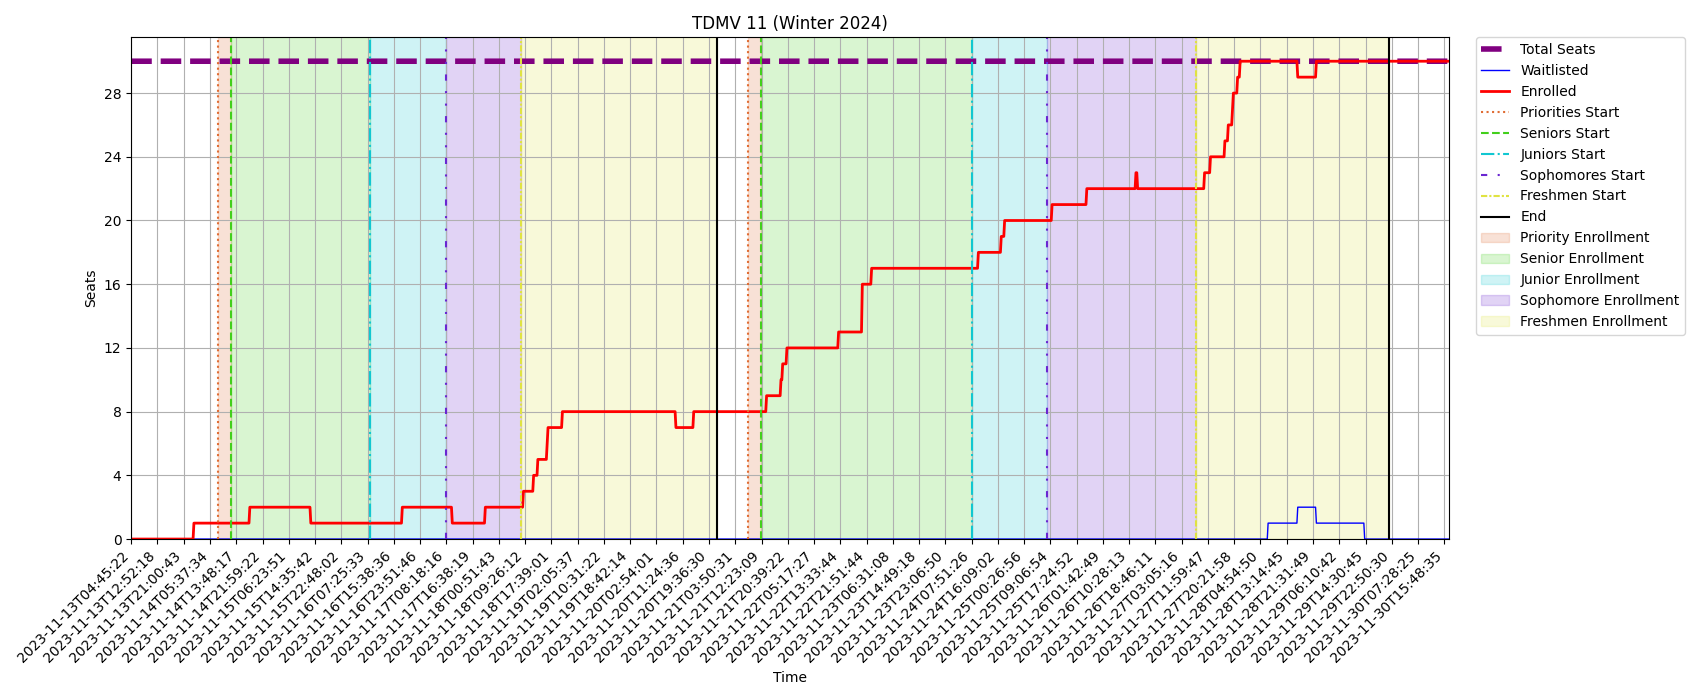 TDMV 11 (Winter 2024)
Total Seats
Waitlisted
Enrolled
Priorities Start
Seniors Start
Juniors Start
Sophomores Start
Freshmen Start
End
Priority Enrollment
Senior Enrollment
Junior Enrollment
Sophomore Enrollment
Freshmen Enrollment
Seats
28
24
20
16
12
8
4
0
2023-11-13T04:45:22
2023-11-13T12:52:18
2023-11-13T21:00:43
2023-11-14T05:37:34
2023-11-14T13:48:17
2023-11-14T21:59:22
2023-11-15T06:23:51
2023-11-15T14:35:42
2023-11-15T22:48:02
2023-11-16T07:25:33
2023-11-16T15:38:36
2023-11-16T23:51:46
2023-11-17T08:18:16
2023-11-17T16:38:19
2023-11-18T00:51:43
2023-11-18T09:26:12
2023-11-18T17:39:01
2023-11-19T02:05:37
2023-11-19T10:31:22
2023-11-19T18:42:14
2023-11-20T02:54:01
2023-11-20T11:24:36
2023-11-20T19:36:30
2023-11-21T03:50:31
2023-11-21T12:23:09
2023-11-21T20:39:22
2023-11-22T05:17:27
2023-11-22T13:33:44
2023-11-22T21:51:44
2023-11-23T06:31:08
2023-11-23T14:49:18
2023-11-23T23:06:50
2023-11-24T07:51:26
2023-11-24T16:09:02
2023-11-25T00:26:56
2023-11-25T09:06:54
2023-11-25T17:24:52
2023-11-26T01:42:49
2023-11-26T10:28:13
2023-11-26T18:46:11
2023-11-27T03:05:16
2023-11-27T11:59:47
2023-11-27T20:21:58
2023-11-28T04:54:50
2023-11-28T13:14:45
2023-11-28T21:31:49
2023-11-29T06:10:42
2023-11-29T14:30:45
2023-11-29T22:50:30
2023-11-30T07:28:25
2023-11-30T15:48:35
Time